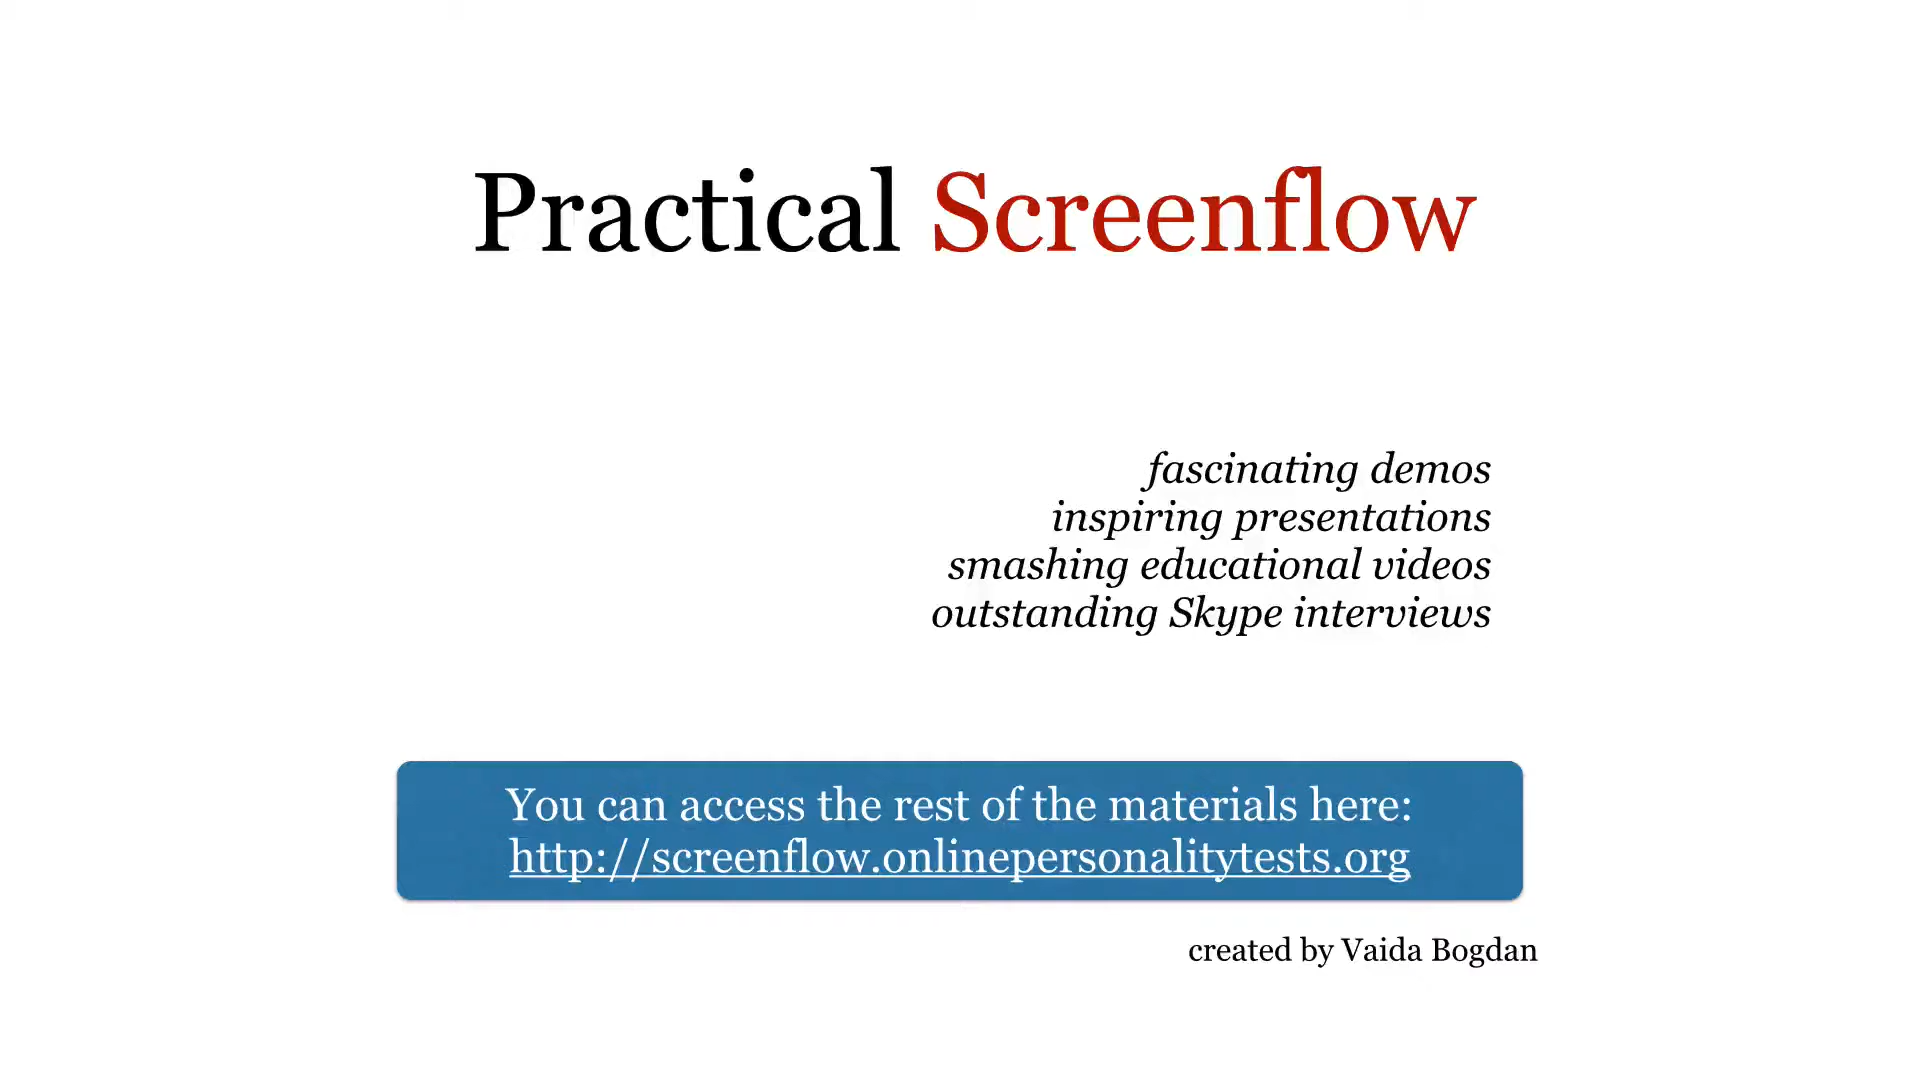 Practical Screenflow
fascinating demos
inspiring presentations
smashing educational videos
outstanding Skype interviews
You can access the rest of the materials here:
http://screenflow.onlinepersonalitytests.org
created by Vaida Bogdan